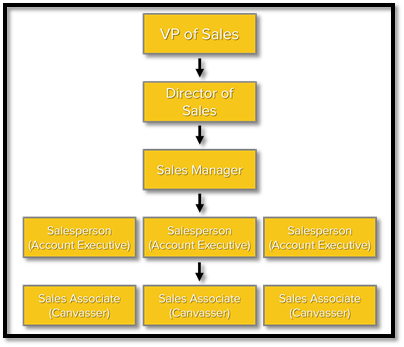 VP of Sales
Director of
Sales
Sales Manager
Salesperson
(Account Executive)
Salesperson
(Account Executive)
Salesperson
(Account Executive)
Sales Associate
(Canvasser)
Sales Associate
(Canvasser)
Sales Associate
(Canvasser)